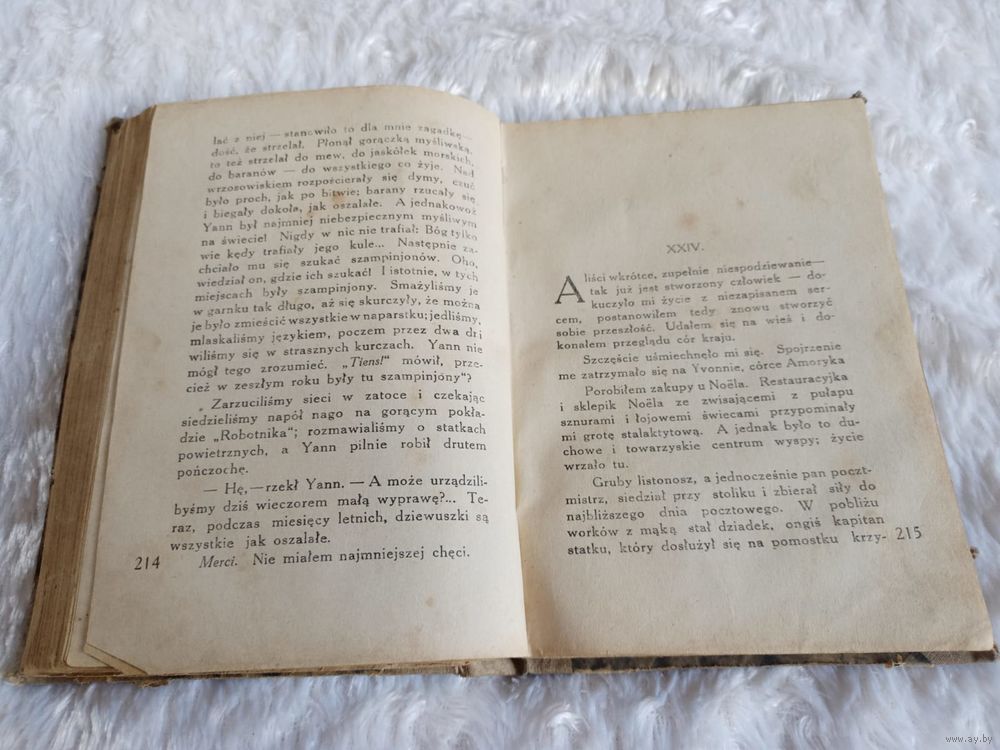 łać z niej — stanowiło to dla mnie zagadkę—
dość, że strzelał. Płonął gorączką myśliwską,
to też strzelał do mew, do jaskółek morskich,
do baranów — do wszystkiego co żyje. Nad
wrzosowiskiem rozpościerały się dymy, czuć
było proch, jak po bitwie; barany rzucały się
i biegały dokoła, jak oszalałe. A jednakowoż
Yann był najmniej niebezpiecznym myśliwym
na świecie! Nigdy w nic nie trafiał: Bóg tylko
wie kędy trafiały jego kule... Następnie za-
chciało mu się szukać szampinjonów. Oho,
wiedział on, gdzie ich szukać! I istotnie, w tych
miejscach były szampinjony. Smażyliśmy je
w garnku tak długo, aż się skurczyły, że można
je było zmieścić wszystkie w naparstku; jedliśmy,
mlaskaliśmy językiem, poczem przez dwa dni
wiliśmy się w strasznych kurczach. Yann nie
mógł tego zrozumieć. „Tiens!“ mówił, prze-
cież w zeszłym roku były tu szampinjony“?
Zarzuciliśmy sieci w zatoce i czekając
siedzieliśmy napół nago na gorącym pokła-
dzie „Robotnika“; rozmawialiśmy o statkach
powietrznych, a Yann pilnie robił drutem
pończochę.
— Hę, — rzekł Yann. — A może urządzili-
byśmy dziś wieczorem małą wyprawę?... Te-
raz, podczas miesięcy letnich, dziewuszki są
wszystkie jak oszalałe.
Merci. Nie miałem najmniejszej chęci.
214
XXIV.
Aliści wkrótce, zupełnie niespodziewanie—
tak już jest stworzony człowiek — do-
kuczyło mi życie z niezapisanem ser-
cem, postanowiłem tedy znowu stworzyć
sobie przeszłość. Udałem się na wieś i do-
konałem przeglądu cór kraju.
Szczęście uśmiechnęło mi się. Spojrzenie
me zatrzymało się na Yvonnie, córce Amoryka
Porobiłem zakupy u Noëla. Restauracyjka
i sklepik Noëla ze zwisającemi z pułapu
sznurami i łojowemi świecami przypominały
mi grotę stalaktytową. A jednak było to du-
chowe i towarzyskie centrum wyspy; życie
wrzało tu.
Gruby listonosz, a jednocześnie pan poczt-
mistrz, siedział przy stoliku i zbierał siły do
najbliższego dnia pocztowego. W pobliżu
worków z mąką stał dziadek, ongiś kapitan
statku, który dosłużył się na pomostku krzy-
215
www.ay.by